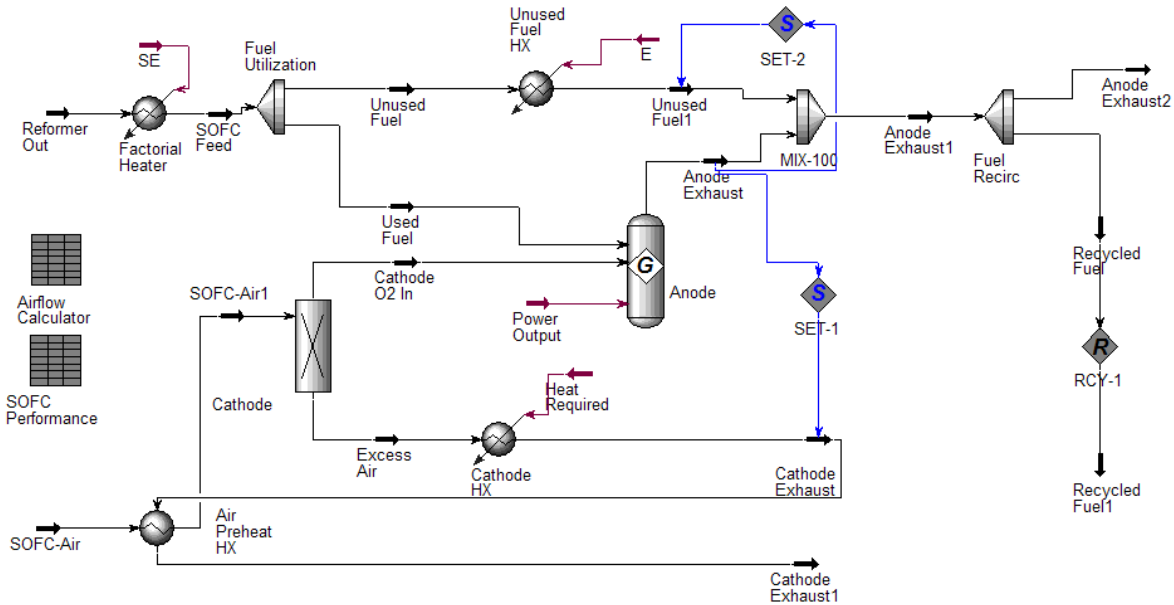 Unused
Fuel
HX
S
SET-2
SE
E
Fuel
Utilization
Reformer
Out
Factorial
Heater
SOFC
Feed
Unused
Fuel
Unused
Fuel1
MIX-100
Anode
Exhaust1
Fuel
Recirc
Anode
Exhaust2
Anode
Exhaust
Used
Fuel
Cathode
O2 In
G
Anode
Power
Output
S
SET-1
Recycled
Fuel
R
RCY-1
Recycled
Fuel1
Airflow
Calculator
SOFC
Performance
SOFC-Air1
Cathode
Heat
Required
Excess
Air
Cathode
HX
Cathode
Exhaust
SOFC-Air
Air
Preheat
HX
Cathode
Exhaust1